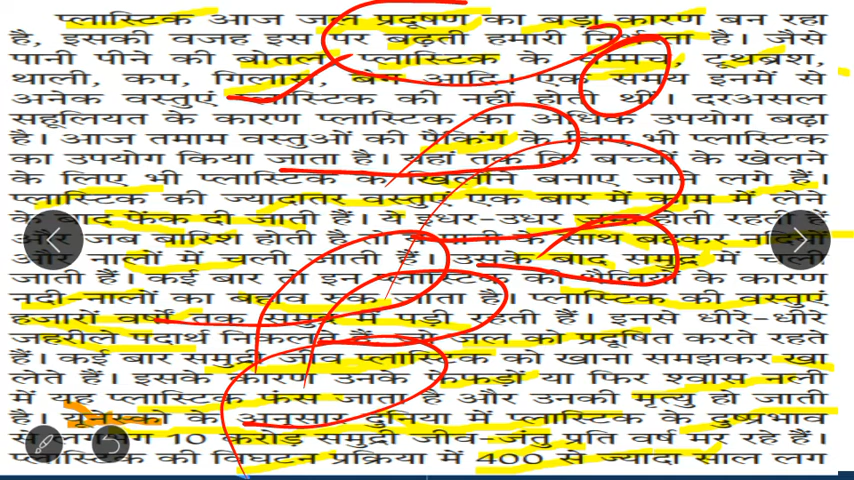 प्लास्टिक आज जल प्रदूषण का बड़ा कारण बन रहा
है, इसकी वजह इस पर बढ़ती हमारी निर्भरता है। जैसे
पानी पीने की बोतल, प्लास्टिक के चम्मच, टूथब्रश,
थाली, कप, गिलास, बैग आदि। एक समय इनमें से
अनेक वस्तुएं प्लास्टिक की नहीं होती थीं। दरअसल
सहूलियत के कारण प्लास्टिक का अधिक उपयोग बढ़ा
है। आज तमाम वस्तुओं की पैकिंग के लिए भी प्लास्टिक
का उपयोग किया जाता है। यहां तक कि बच्चों के खेलने
के लिए भी प्लास्टिक के खिलौने बनाए जाने लगे हैं।
प्लास्टिक की ज्यादातर वस्तुएं एक बार में काम में लेने
के बाद फेंक दी जाती हैं। ये इधर-उधर जमा होती रहती हैं
और जब बारिश होती है तो ये पानी के साथ बहकर नदियों
और नालों में चली जाती हैं। उसके बाद समुद्र में चली
जाती हैं। कई बार तो इन प्लास्टिक की थैलियों के कारण
नदी-नालों का बहाव रुक जाता है। प्लास्टिक की वस्तुएं
हजारों वर्षों तक समुद्र में पड़ी रहती हैं। इनसे धीरे-धीरे
जहरीले पदार्थ निकलते हैं, जो जल को प्रदूषित करते रहते
हैं। कई बार समुद्री जीव प्लास्टिक को खाना समझकर खा
लेते हैं। इसके कारण उनके फेफड़ों या फिर श्वास नली
में यह प्लास्टिक फंस जाता है और उनकी मृत्यु हो जाती
है। यूनेस्को के अनुसार दुनिया में प्लास्टिक के दुष्प्रभाव
से लगभग 10 करोड़ समुद्री जीव-जंतु प्रति वर्ष मर रहे हैं।
प्लास्टिक की विघटन प्रक्रिया में 400 से ज्यादा साल लग